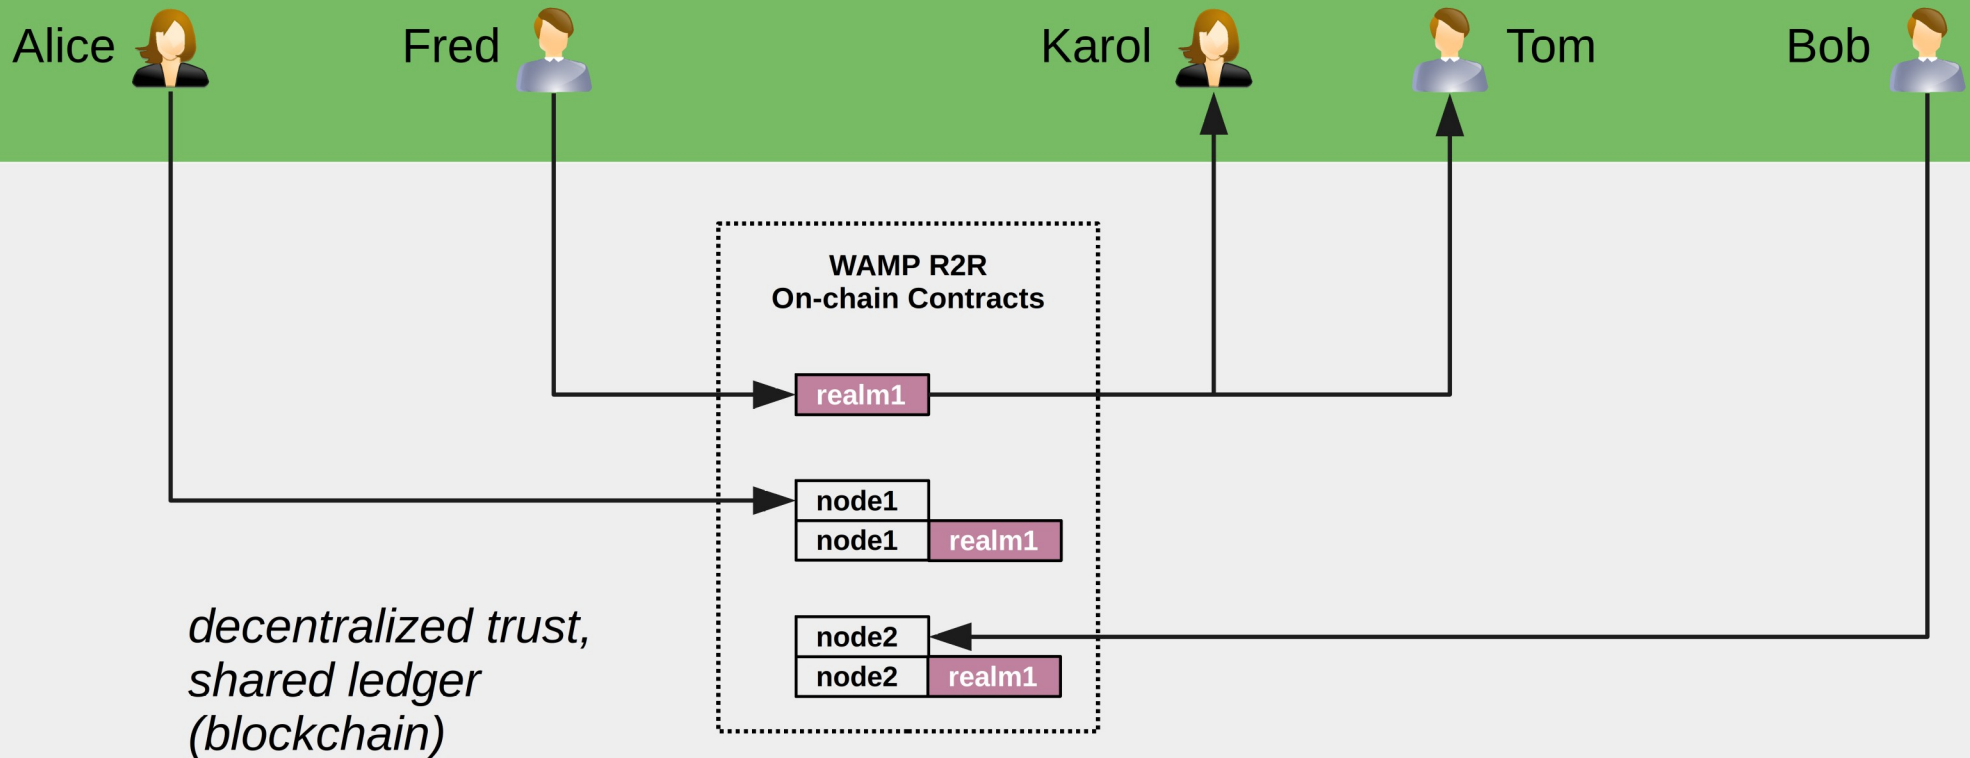 Alice
Fred
Karol
Tom
Bob
WAMP R2R
On-chain Contracts
realm1
node1
node1 realm1
node2
node2 realm1
decentralized trust,
shared ledger
(blockchain)